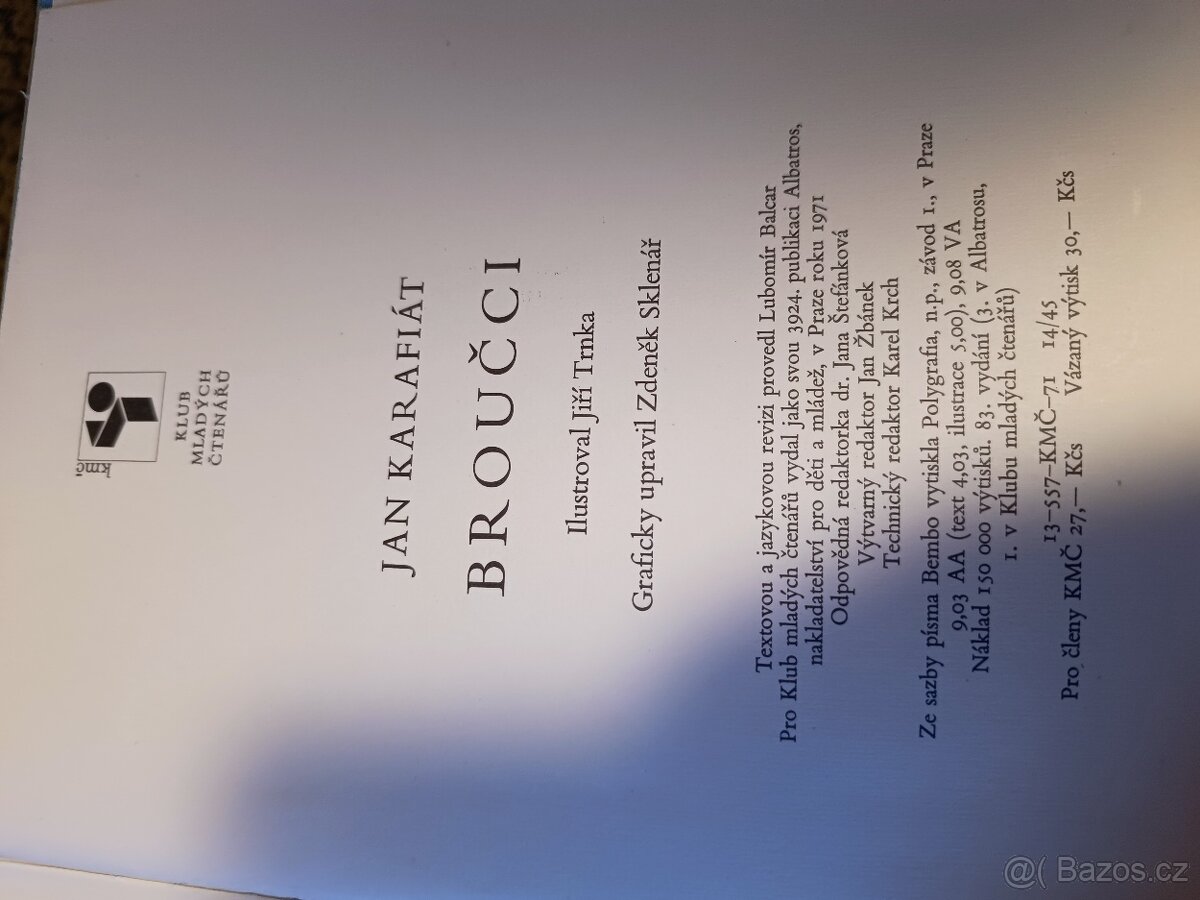 kmč
KLUB
MLADÝCH
ČTENÁŘŮ
JAN KARAFIÁT
BROUČCI
Ilustroval Jiří Trnka
Graficky upravil Zdeněk Sklenář
Textovou a jazykovou revizi provedl Lubomír Balcar
Pro Klub mladých čtenářů vydal jako svou 3924. publikaci Albatros,
nakladatelství pro děti a mládež, v Praze roku 1971
Odpovědná redaktorka dr. Jana Štefánková
Výtvarný redaktor Jan Žbánek
Technický redaktor Karel Krch
Ze sazby písma Bembo vytiskla Polygrafia, n.p., závod 1., v Praze
9,03 AA (text 4,03, ilustrace 5,00), 9,08 VA
Náklad 150 000 výtisků. 83. vydání (3. v Albatrosu,
1. v Klubu mladých čtenářů)
13-557-KMČ-71 14/45
Pro členy KMČ 27,— Kčs Vázaný výtisk 30,— Kčs
@( Bazos.cz